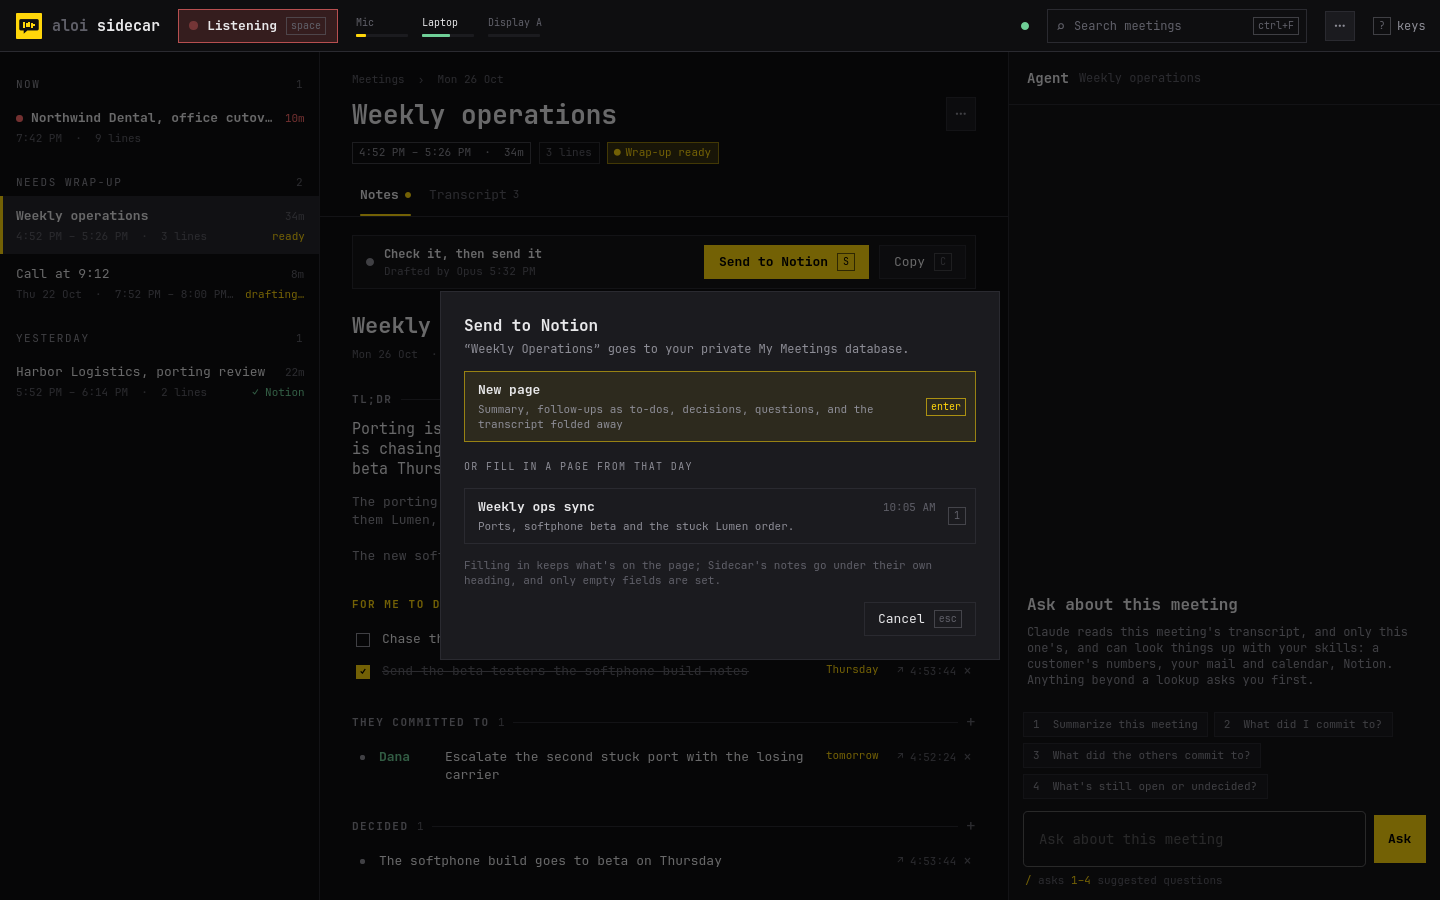 aloi sidecar
Listening space
Mic
Laptop
Display A
Search meetings ctrl+F
? keys
NOW 1
Northwind Dental, office cutov… 10m
7:42 PM · 9 lines
NEEDS WRAP-UP 2
Weekly operations 34m
4:52 PM – 5:26 PM · 3 lines ready
Call at 9:12 8m
Thu 22 Oct · 7:52 PM – 8:00 PM… drafting…
YESTERDAY 1
Harbor Logistics, porting review 22m
5:52 PM – 6:14 PM · 2 lines ✓ Notion
Meetings › Mon 26 Oct
Weekly operations
4:52 PM – 5:26 PM · 34m
3 lines
Wrap-up ready
Notes
Transcript 3
Check it, then send it
Drafted by Opus 5:32 PM
Send to Notion S
Copy C
Weekly
Mon 26 Oct ·
TL;DR
Porting is
is chasing
beta Thurs
The porting
them Lumen,
The new soft
FOR ME TO D
Chase th
Send the beta testers the softphone build notes Thursday ↗ 4:53:44 ×
THEY COMMITTED TO 1 +
Dana Escalate the second stuck port with the losing tomorrow ↗ 4:52:24 ×
carrier
DECIDED 1 +
The softphone build goes to beta on Thursday ↗ 4:53:44 ×
Send to Notion
“Weekly Operations” goes to your private My Meetings database.
New page
Summary, follow-ups as to-dos, decisions, questions, and the
transcript folded away
enter
OR FILL IN A PAGE FROM THAT DAY
Weekly ops sync 10:05 AM 1
Ports, softphone beta and the stuck Lumen order.
Filling in keeps what's on the page; Sidecar's notes go under their own
heading, and only empty fields are set.
Cancel esc
Agent Weekly operations
Ask about this meeting
Claude reads this meeting's transcript, and only this
one's, and can look things up with your skills: a
customer's numbers, your mail and calendar, Notion.
Anything beyond a lookup asks you first.
1 Summarize this meeting
2 What did I commit to?
3 What did the others commit to?
4 What's still open or undecided?
Ask about this meeting
Ask
/ asks 1–4 suggested questions